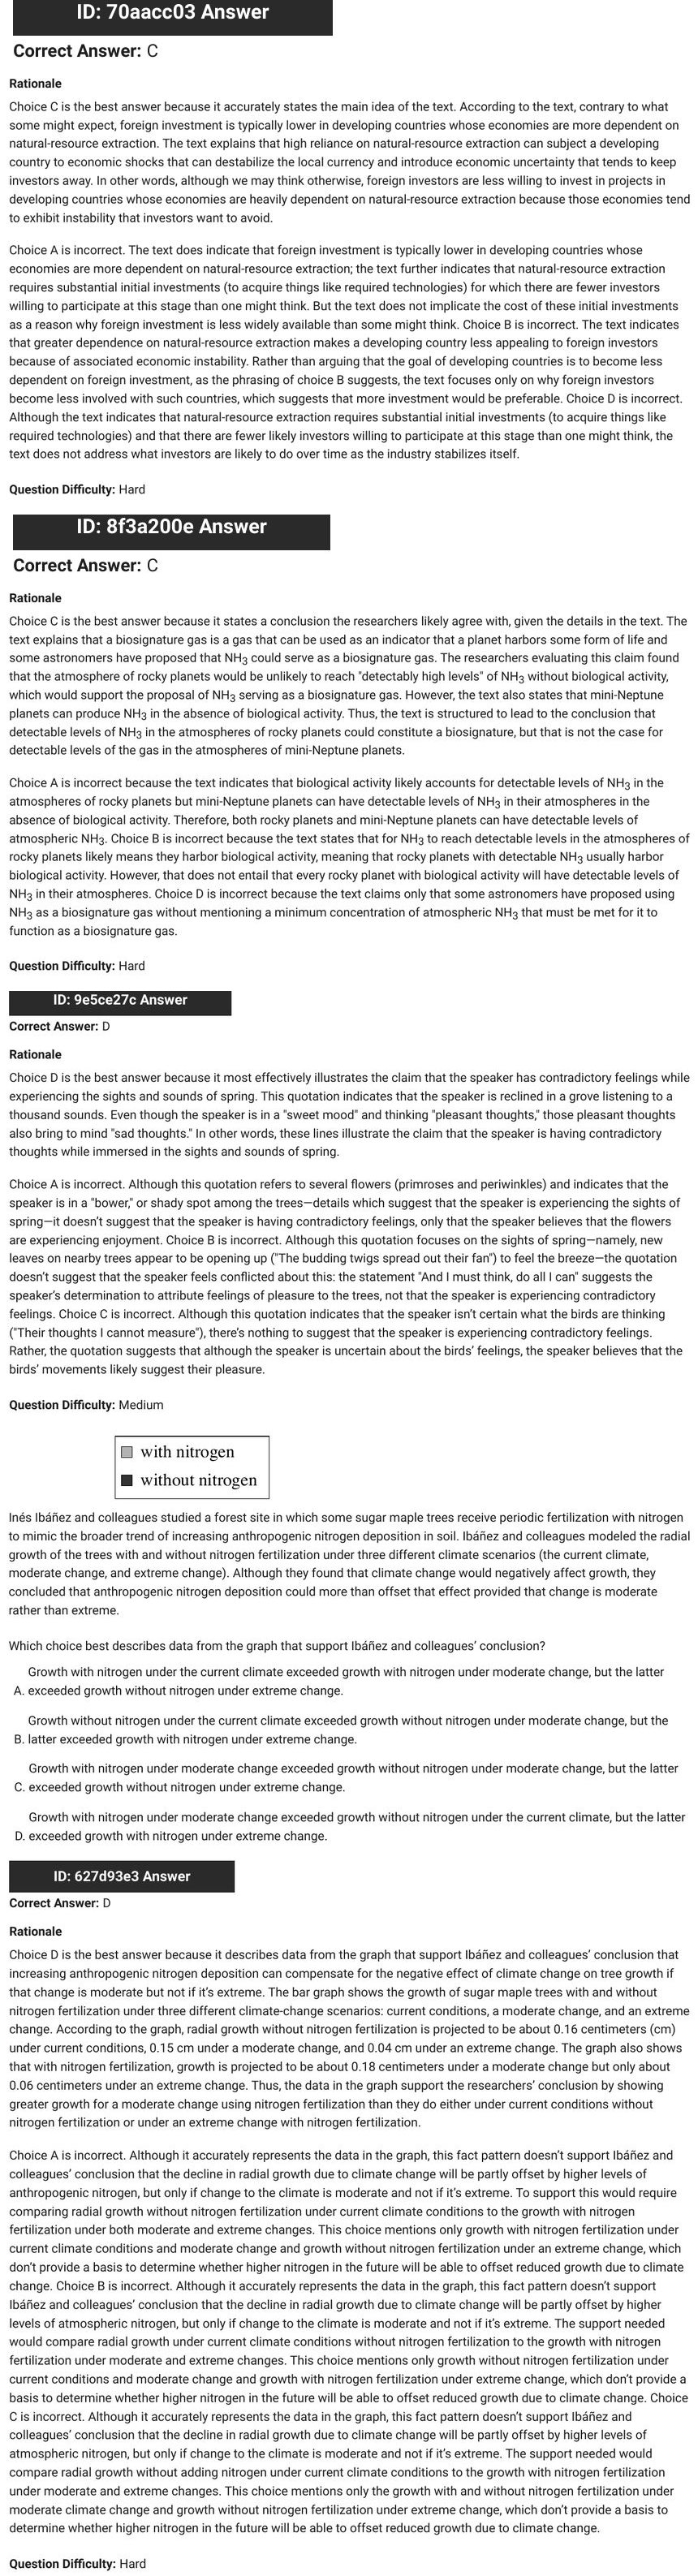 ID: 70aacc03 Answer
Correct Answer: C
Rationale
Choice C is the best answer because it accurately states the main idea of the text. According to the text, contrary to what
some might expect, foreign investment is typically lower in developing countries whose economies are more dependent on
natural-resource extraction. The text explains that high reliance on natural-resource extraction can subject a developing
country to economic shocks that can destabilize the local currency and introduce economic uncertainty that tends to keep
investors away. In other words, although we may think otherwise, foreign investors are less willing to invest in projects in
developing countries whose economies are heavily dependent on natural-resource extraction because those economies tend
to exhibit instability that investors want to avoid.
Choice A is incorrect. The text does indicate that foreign investment is typically lower in developing countries whose
economies are more dependent on natural-resource extraction; the text further indicates that natural-resource extraction
requires substantial initial investments (to acquire things like required technologies) for which there are fewer investors
willing to participate at this stage than one might think. But the text does not implicate the cost of these initial investments
as a reason why foreign investment is less widely available than some might think. Choice B is incorrect. The text indicates
that greater dependence on natural-resource extraction makes a developing country less appealing to foreign investors
because of associated economic instability. Rather than arguing that the goal of developing countries is to become less
dependent on foreign investment, as the phrasing of choice B suggests, the text focuses only on why foreign investors
become less involved with such countries, which suggests that more investment would be preferable. Choice D is incorrect.
Although the text indicates that natural-resource extraction requires substantial initial investments (to acquire things like
required technologies) and that there are fewer likely investors willing to participate at this stage than one might think, the
text does not address what investors are likely to do over time as the industry stabilizes itself.
Question Difficulty: Hard
ID: 8f3a200e Answer
Correct Answer: C
Rationale
Choice C is the best answer because it states a conclusion the researchers likely agree with, given the details in the text. The
text explains that a biosignature gas is a gas that can be used as an indicator that a planet harbors some form of life and
some astronomers have proposed that NH3 could serve as a biosignature gas. The researchers evaluating this claim found
that the atmosphere of rocky planets would be unlikely to reach "detectably high levels" of NH3 without biological activity,
which would support the proposal of NH3 serving as a biosignature gas. However, the text also states that mini-Neptune
planets can produce NH3 in the absence of biological activity. Thus, the text is structured to lead to the conclusion that
detectable levels of NH3 in the atmospheres of rocky planets could constitute a biosignature, but that is not the case for
detectable levels of the gas in the atmospheres of mini-Neptune planets.
Choice A is incorrect because the text indicates that biological activity likely accounts for detectable levels of NH3 in the
atmospheres of rocky planets but mini-Neptune planets can have detectable levels of NH3 in their atmospheres in the
absence of biological activity. Therefore, both rocky planets and mini-Neptune planets can have detectable levels of
atmospheric NH3. Choice B is incorrect because the text states that for NH3 to reach detectable levels in the atmospheres of
rocky planets likely means they harbor biological activity, meaning that rocky planets with detectable NH3 usually harbor
biological activity. However, that does not entail that every rocky planet with biological activity will have detectable levels of
NH3 in their atmospheres. Choice D is incorrect because the text claims only that some astronomers have proposed using
NH3 as a biosignature gas without mentioning a minimum concentration of atmospheric NH3 that must be met for it to
function as a biosignature gas.
Question Difficulty: Hard
ID: 9e5ce27c Answer
Correct Answer: D
Rationale
Choice D is the best answer because it most effectively illustrates the claim that the speaker has contradictory feelings while
experiencing the sights and sounds of spring. This quotation indicates that the speaker is reclined in a grove listening to a
thousand sounds. Even though the speaker is in a "sweet mood" and thinking "pleasant thoughts," those pleasant thoughts
also bring to mind "sad thoughts." In other words, these lines illustrate the claim that the speaker is having contradictory
thoughts while immersed in the sights and sounds of spring.
Choice A is incorrect. Although this quotation refers to several flowers (primroses and periwinkles) and indicates that the
speaker is in a "bower," or shady spot among the trees—details which suggest that the speaker is experiencing the sights of
spring—it doesn't suggest that the speaker is having contradictory feelings, only that the speaker believes that the flowers
are experiencing enjoyment. Choice B is incorrect. Although this quotation focuses on the sights of spring—namely, new
leaves on nearby trees appear to be opening up ("The budding twigs spread out their fan") to feel the breeze—the quotation
doesn't suggest that the speaker feels conflicted about this: the statement "And I must think, do all I can" suggests the
speaker's determination to attribute feelings of pleasure to the trees, not that the speaker is experiencing contradictory
feelings. Choice C is incorrect. Although this quotation indicates that the speaker isn't certain what the birds are thinking
("Their thoughts I cannot measure"), there's nothing to suggest that the speaker is experiencing contradictory feelings.
Rather, the quotation suggests that although the speaker is uncertain about the birds' feelings, the speaker believes that the
birds' movements likely suggest their pleasure.
Question Difficulty: Medium
with nitrogen
without nitrogen
Inés Ibáñez and colleagues studied a forest site in which some sugar maple trees receive periodic fertilization with nitrogen
to mimic the broader trend of increasing anthropogenic nitrogen deposition in soil. Ibáñez and colleagues modeled the radial
growth of the trees with and without nitrogen fertilization under three different climate scenarios (the current climate,
moderate change, and extreme change). Although they found that climate change would negatively affect growth, they
concluded that anthropogenic nitrogen deposition could more than offset that effect provided that change is moderate
rather than extreme.
Which choice best describes data from the graph that support Ibáñez and colleagues' conclusion?
Growth with nitrogen under the current climate exceeded growth with nitrogen under moderate change, but the latter
A. exceeded growth without nitrogen under extreme change.
Growth without nitrogen under the current climate exceeded growth without nitrogen under moderate change, but the
B. latter exceeded growth with nitrogen under extreme change.
Growth with nitrogen under moderate change exceeded growth without nitrogen under moderate change, but the latter
C. exceeded growth without nitrogen under extreme change.
Growth with nitrogen under moderate change exceeded growth without nitrogen under the current climate, but the latter
D. exceeded growth with nitrogen under extreme change.
ID: 627d93e3 Answer
Correct Answer: D
Rationale
Choice D is the best answer because it describes data from the graph that support Ibáñez and colleagues' conclusion that
increasing anthropogenic nitrogen deposition can compensate for the negative effect of climate change on tree growth if
that change is moderate but not if it's extreme. The bar graph shows the growth of sugar maple trees with and without
nitrogen fertilization under three different climate-change scenarios: current conditions, a moderate change, and an extreme
change. According to the graph, radial growth without nitrogen fertilization is projected to be about 0.16 centimeters (cm)
under current conditions, 0.15 cm under a moderate change, and 0.04 cm under an extreme change. The graph also shows
that with nitrogen fertilization, growth is projected to be about 0.18 centimeters under a moderate change but only about
0.06 centimeters under an extreme change. Thus, the data in the graph support the researchers' conclusion by showing
greater growth for a moderate change using nitrogen fertilization than they do either under current conditions without
nitrogen fertilization or under an extreme change with nitrogen fertilization.
Choice A is incorrect. Although it accurately represents the data in the graph, this fact pattern doesn't support Ibáñez and
colleagues' conclusion that the decline in radial growth due to climate change will be partly offset by higher levels of
anthropogenic nitrogen, but only if change to the climate is moderate and not if it's extreme. To support this would require
comparing radial growth without nitrogen fertilization under current climate conditions to the growth with nitrogen
fertilization under both moderate and extreme changes. This choice mentions only growth with nitrogen fertilization under
current climate conditions and moderate change and growth without nitrogen fertilization under an extreme change, which
don't provide a basis to determine whether higher nitrogen in the future will be able to offset reduced growth due to climate
change. Choice B is incorrect. Although it accurately represents the data in the graph, this fact pattern doesn't support
Ibáñez and colleagues' conclusion that the decline in radial growth due to climate change will be partly offset by higher
levels of atmospheric nitrogen, but only if change to the climate is moderate and not if it's extreme. The support needed
would compare radial growth under current climate conditions without nitrogen fertilization to the growth with nitrogen
fertilization under moderate and extreme changes. This choice mentions only growth without nitrogen fertilization under
current conditions and moderate change and growth with nitrogen fertilization under extreme change, which don't provide a
basis to determine whether higher nitrogen in the future will be able to offset reduced growth due to climate change. Choice
C is incorrect. Although it accurately represents the data in the graph, this fact pattern doesn't support Ibáñez and
colleagues' conclusion that the decline in radial growth due to climate change will be partly offset by higher levels of
atmospheric nitrogen, but only if change to the climate is moderate and not if it's extreme. The support needed would
compare radial growth without adding nitrogen under current climate conditions to the growth with nitrogen fertilization
under moderate and extreme changes. This choice mentions only the growth with and without nitrogen fertilization under
moderate climate change and growth without nitrogen fertilization under extreme change, which don't provide a basis to
determine whether higher nitrogen in the future will be able to offset reduced growth due to climate change.
Question Difficulty: Hard